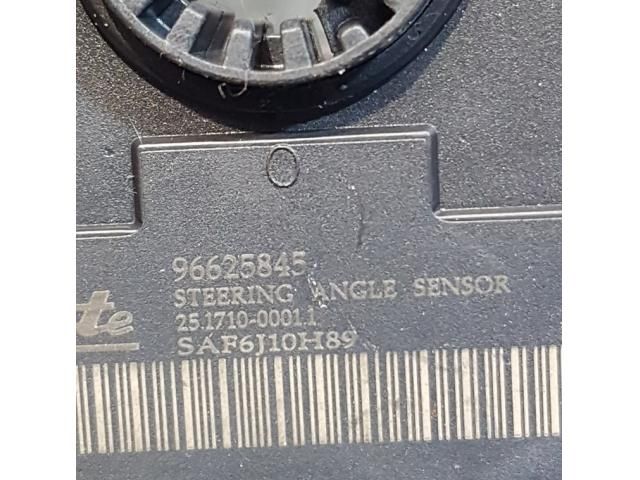 96625845
STEERING ANGLE SENSOR
25.1710-0001.1
SAF6J10H89